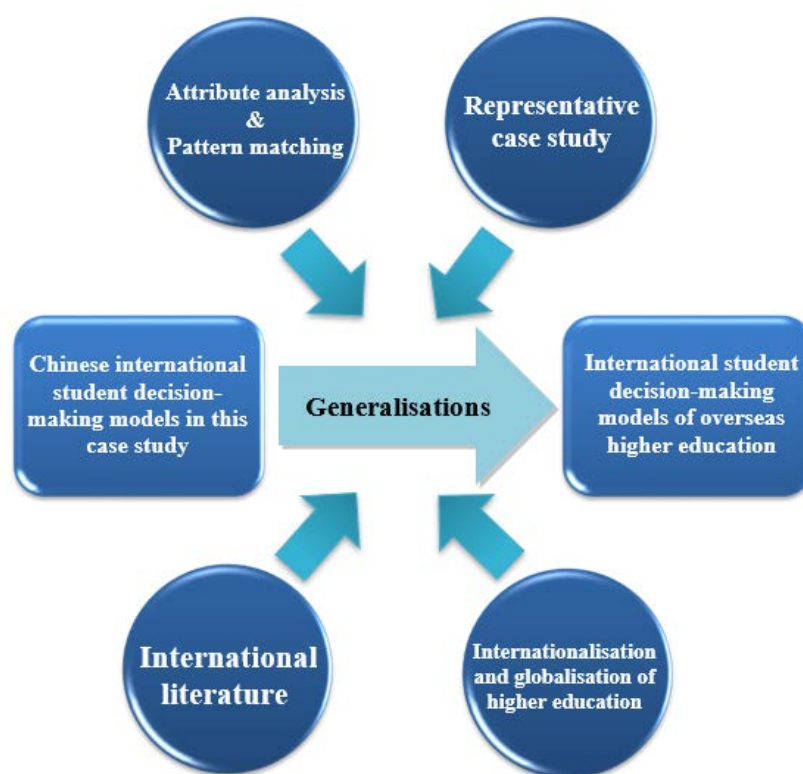 Attribute analysis
&
Pattern matching
Representative
case study
Chinese international
student decision-
making models in this
case study
Generalisations
International student
decision-making
models of overseas
higher education
International
literature
Internationalisation
and globalisation of
higher education